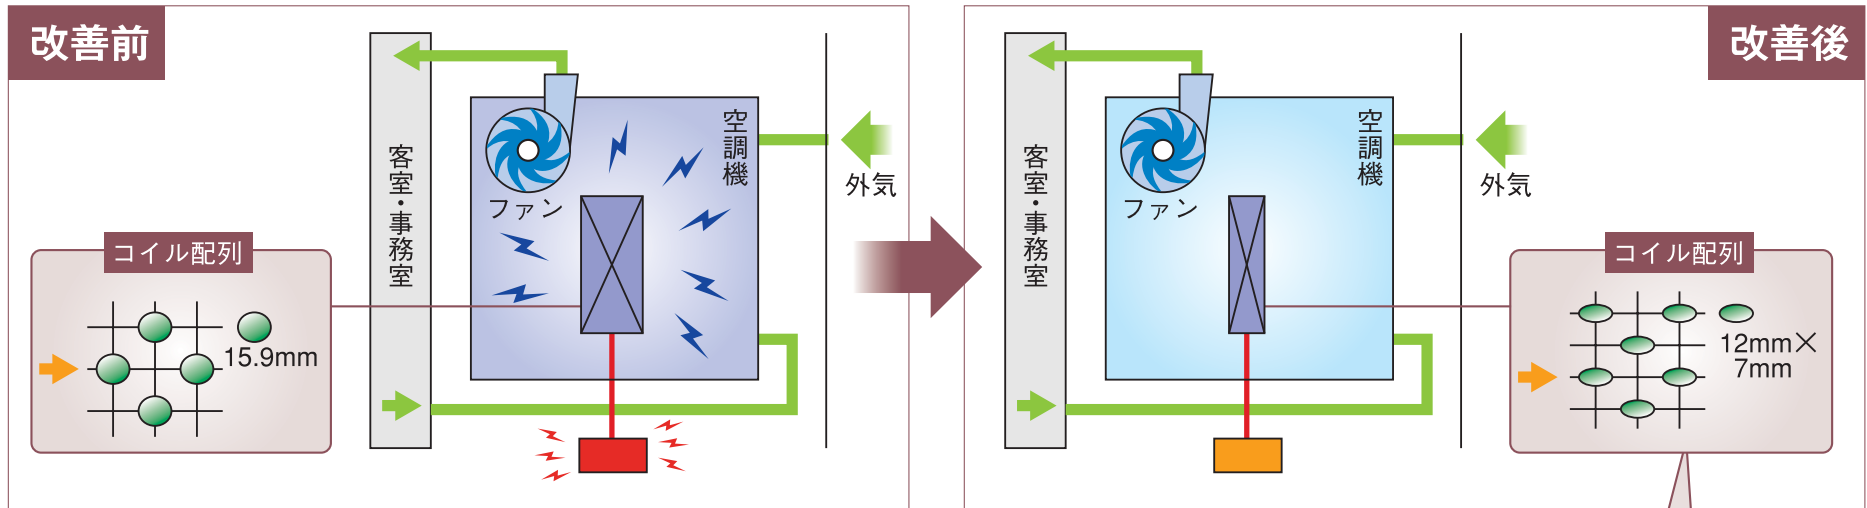 改善前
客室・事務室
ファン
空調機
外気
コイル配列
15.9mm
改善後
客室・事務室
ファン
空調機
外気
コイル配列
12mm×
7mm